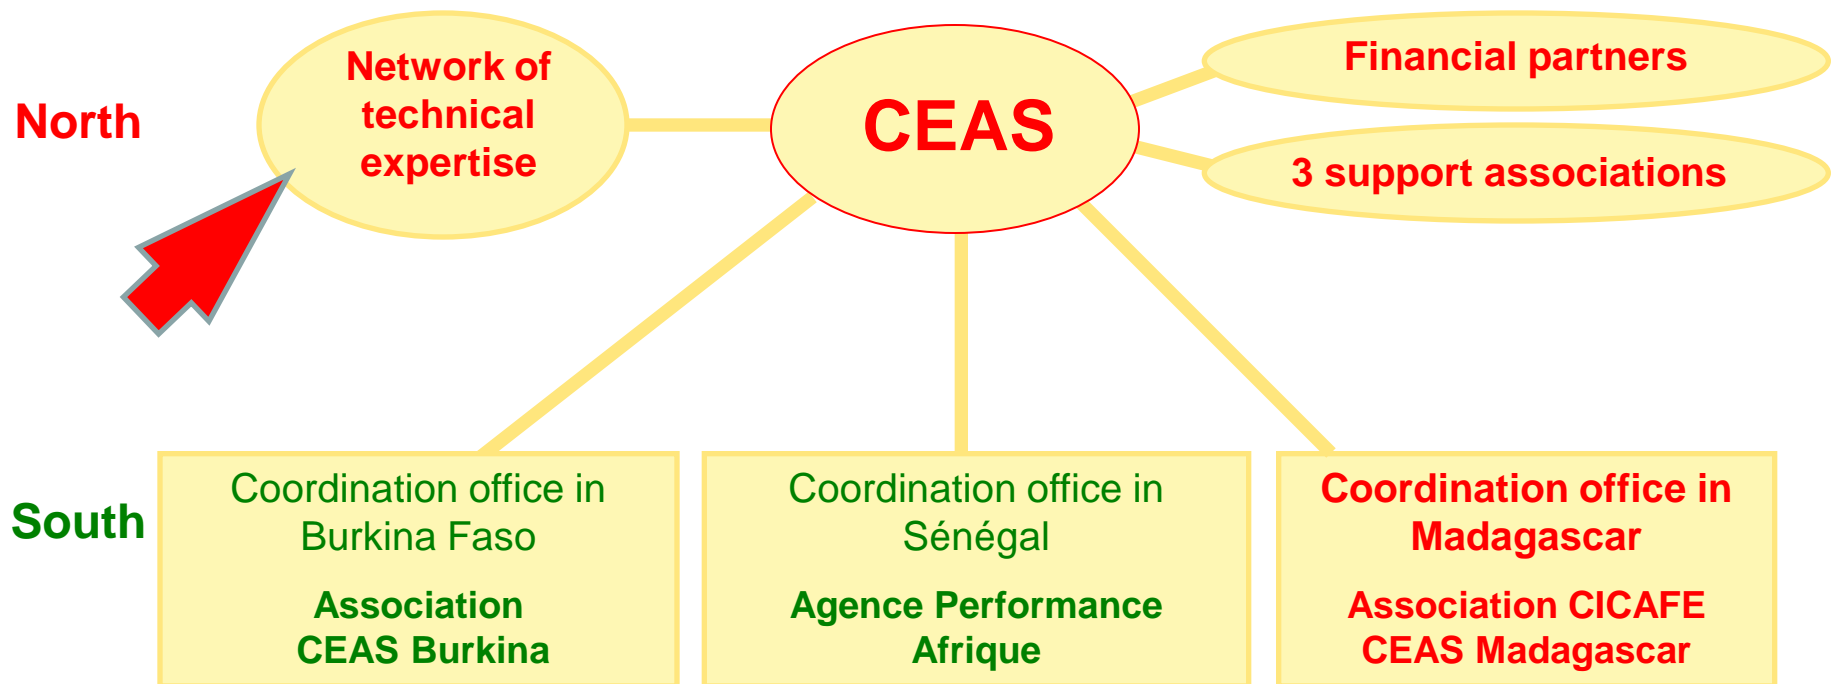 North
Network of
technical
expertise
CEAS
Financial partners
3 support associations
South
Coordination office in
Burkina Faso
Association
CEAS Burkina
Coordination office in
Sénégal
Agence Performance
Afrique
Coordination office in
Madagascar
Association CICAFE
CEAS Madagascar